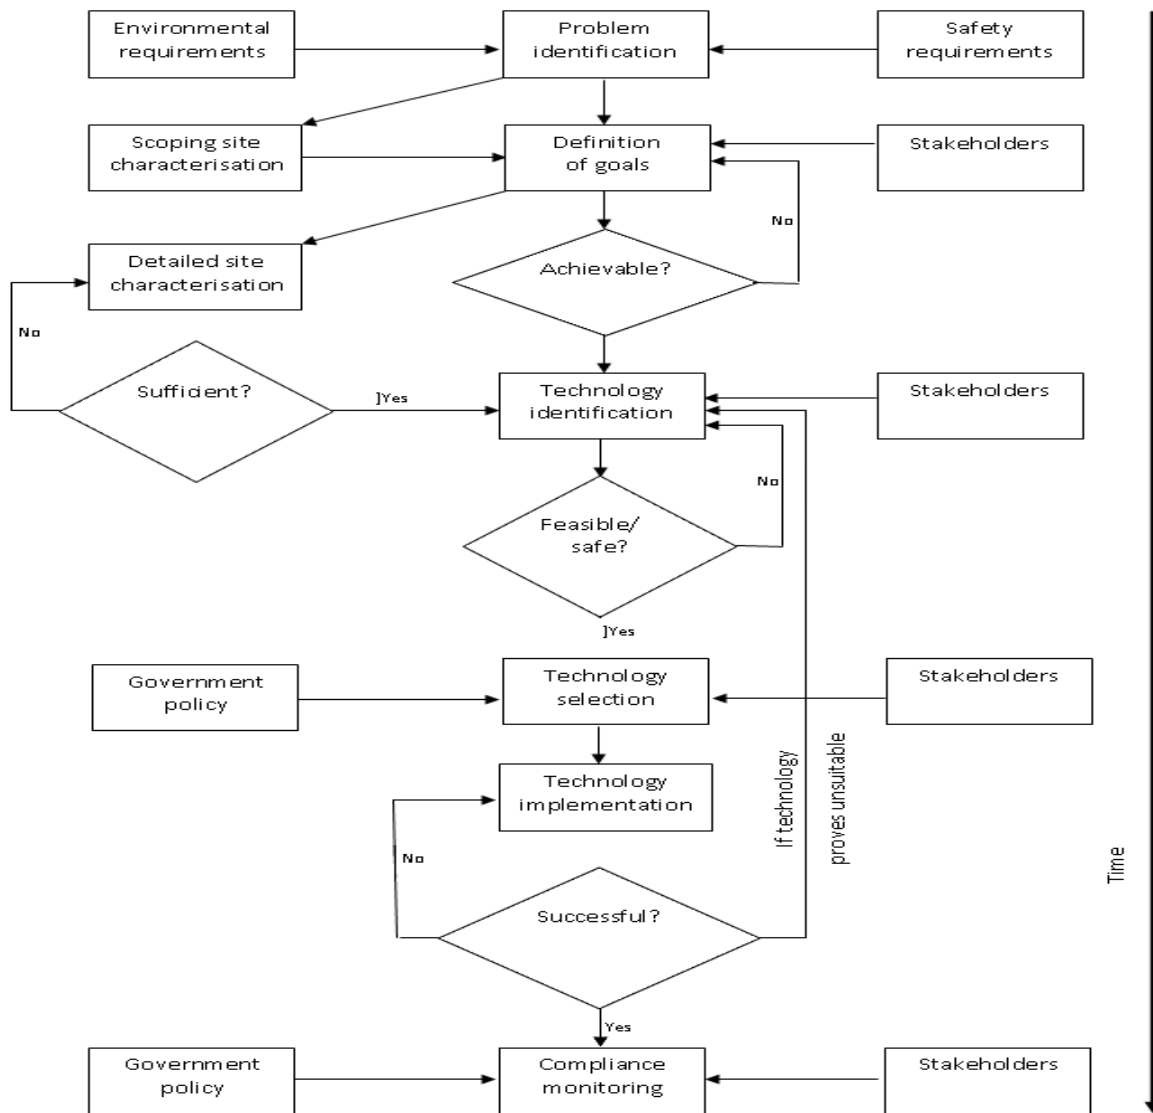 Environmental
requirements
Problem
identification
Safety
requirements
Scoping site
characterisation
Definition
of goals
Stakeholders
No
Detailed site
characterisation
Achievable?
No
Sufficient?
]Yes
Technology
identification
Stakeholders
No
Feasible/
safe?
]Yes
Government
policy
Technology
selection
Stakeholders
If technology
proves unsuitable
Technology
implementation
No
Time
Successful?
Yes
Government
policy
Compliance
monitoring
Stakeholders